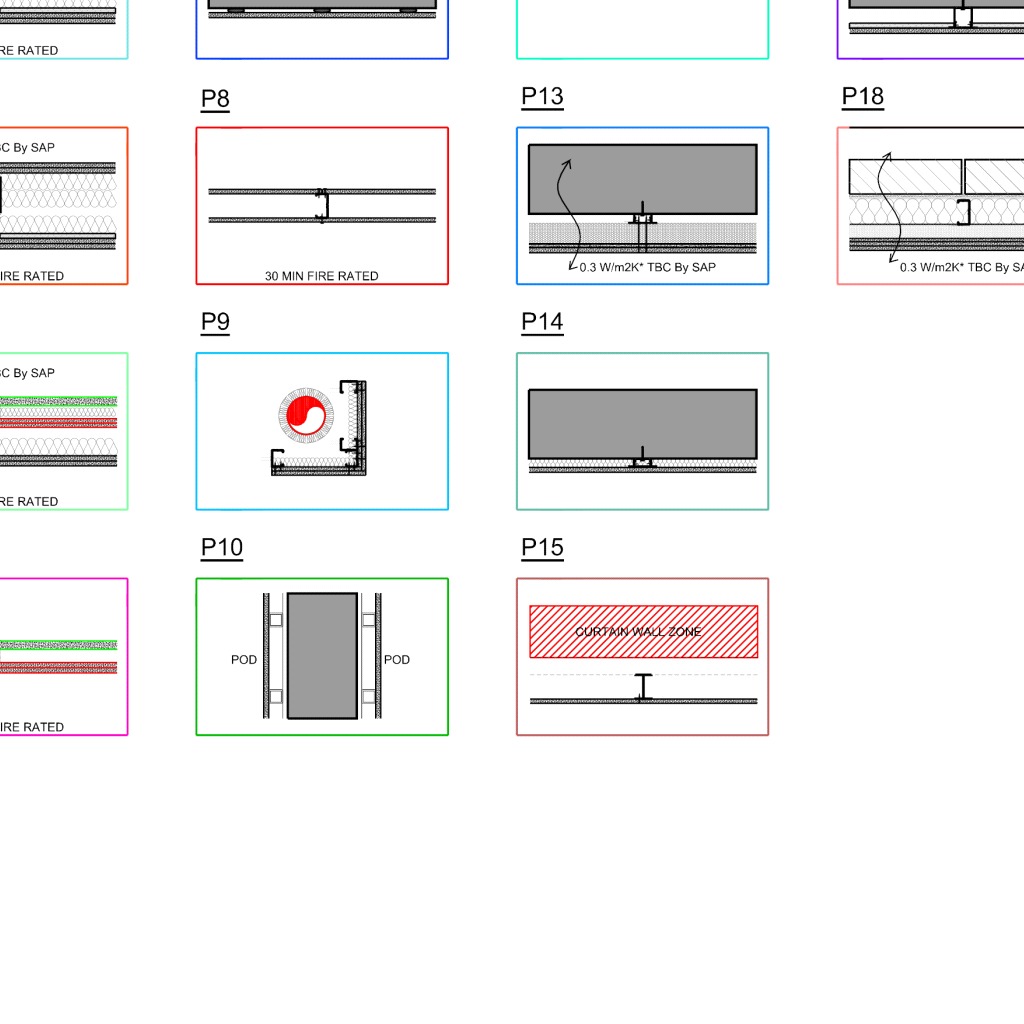 RE RATED
P8
P13
P18
C By SAP
0.3 W/m2K* TBC By SAP
0.3 W/m2K* TBC By SA
IRE RATED
30 MIN FIRE RATED
P9
P14
C By SAP
RE RATED
P10
P15
CURTAIN WALL ZONE
POD
POD
IRE RATED